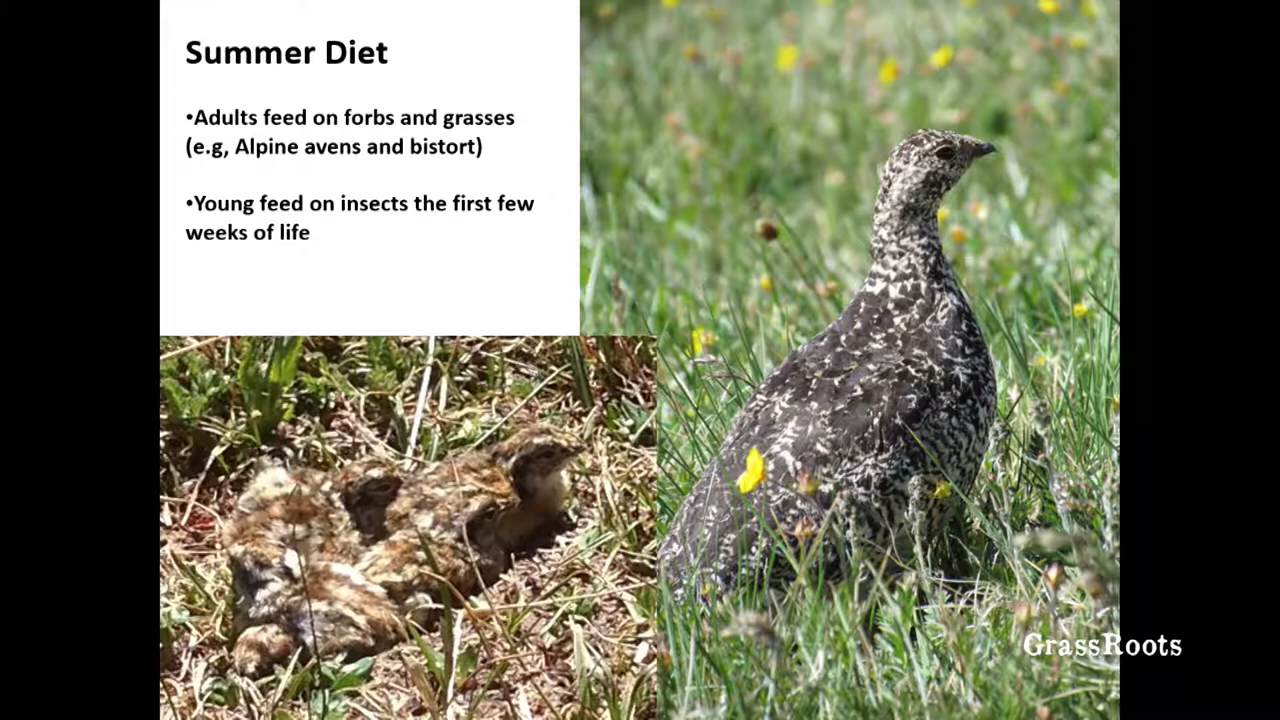 Summer Diet
•Adults feed on forbs and grasses
(e.g, Alpine avens and bistort)
•Young feed on insects the first few
weeks of life
GrassRoots